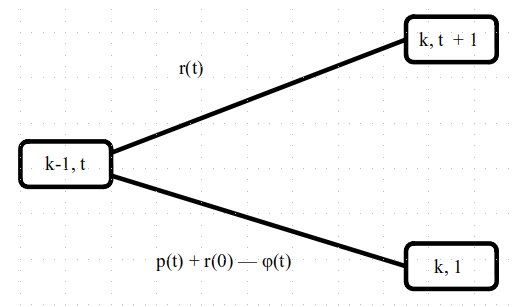 k, t + 1
r(t)
k-1, t
p(t) + r(0) — φ(t)
k, 1